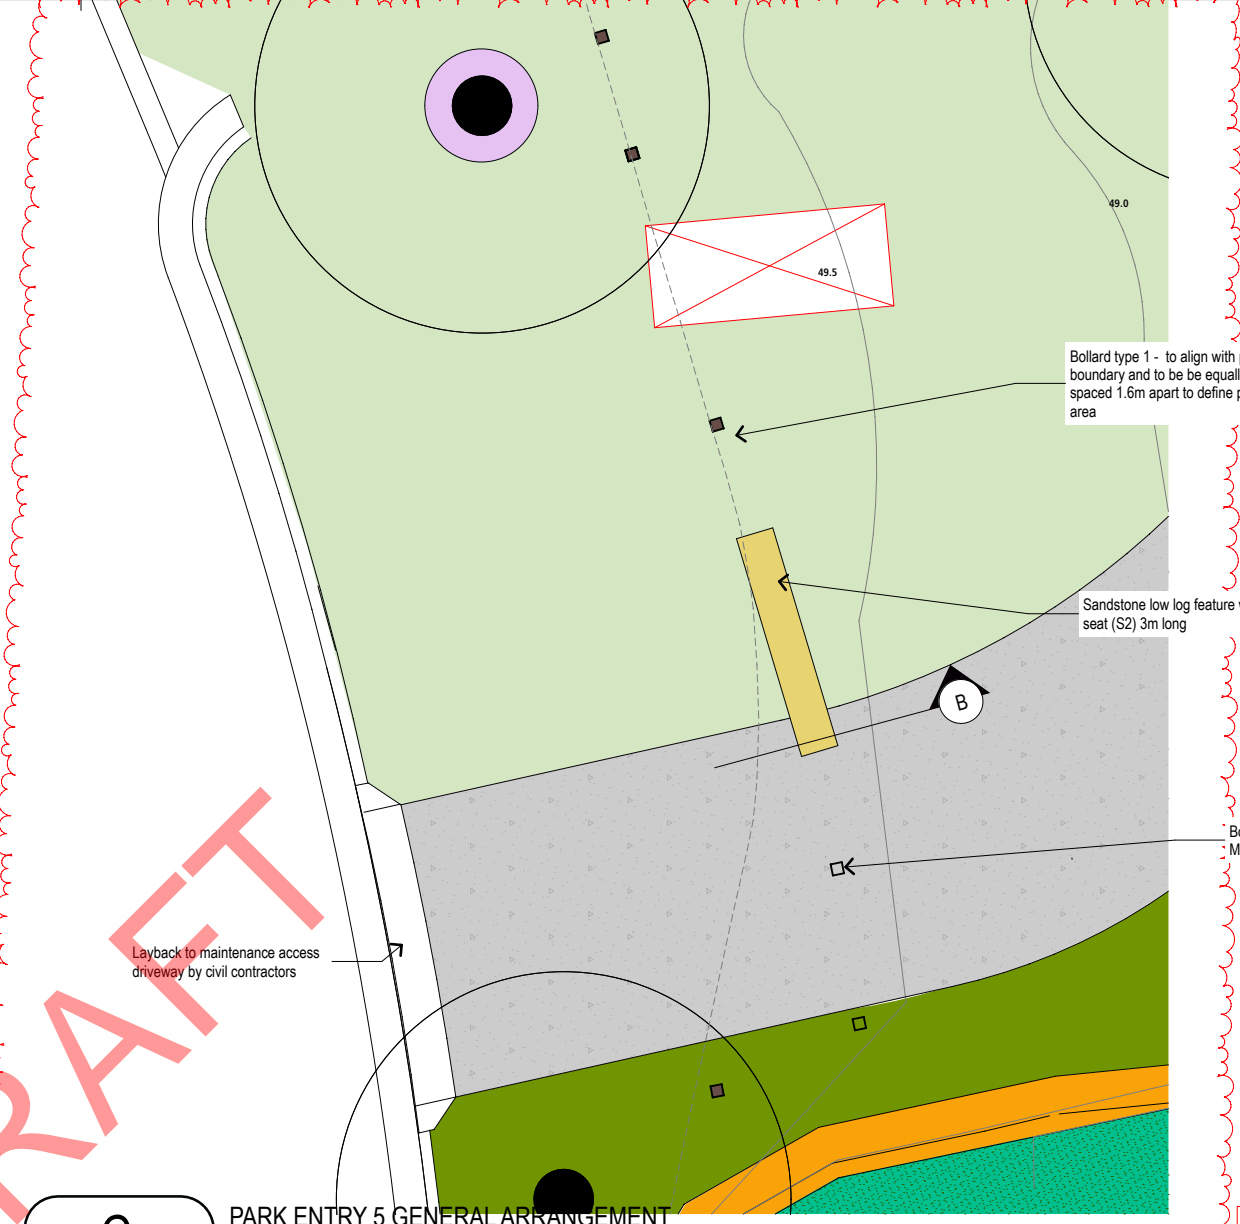 49.0
49.5
Bollard type 1 - to align with
boundary and to be be equall
spaced 1.6m apart to define p
area
Sandstone low log feature
seat (S2) 3m long
B
Bo
M
Layback to maintenance access
driveway by civil contractors
RAFT
PARK ENTRY 5 GENERAL ARRANGEMENT